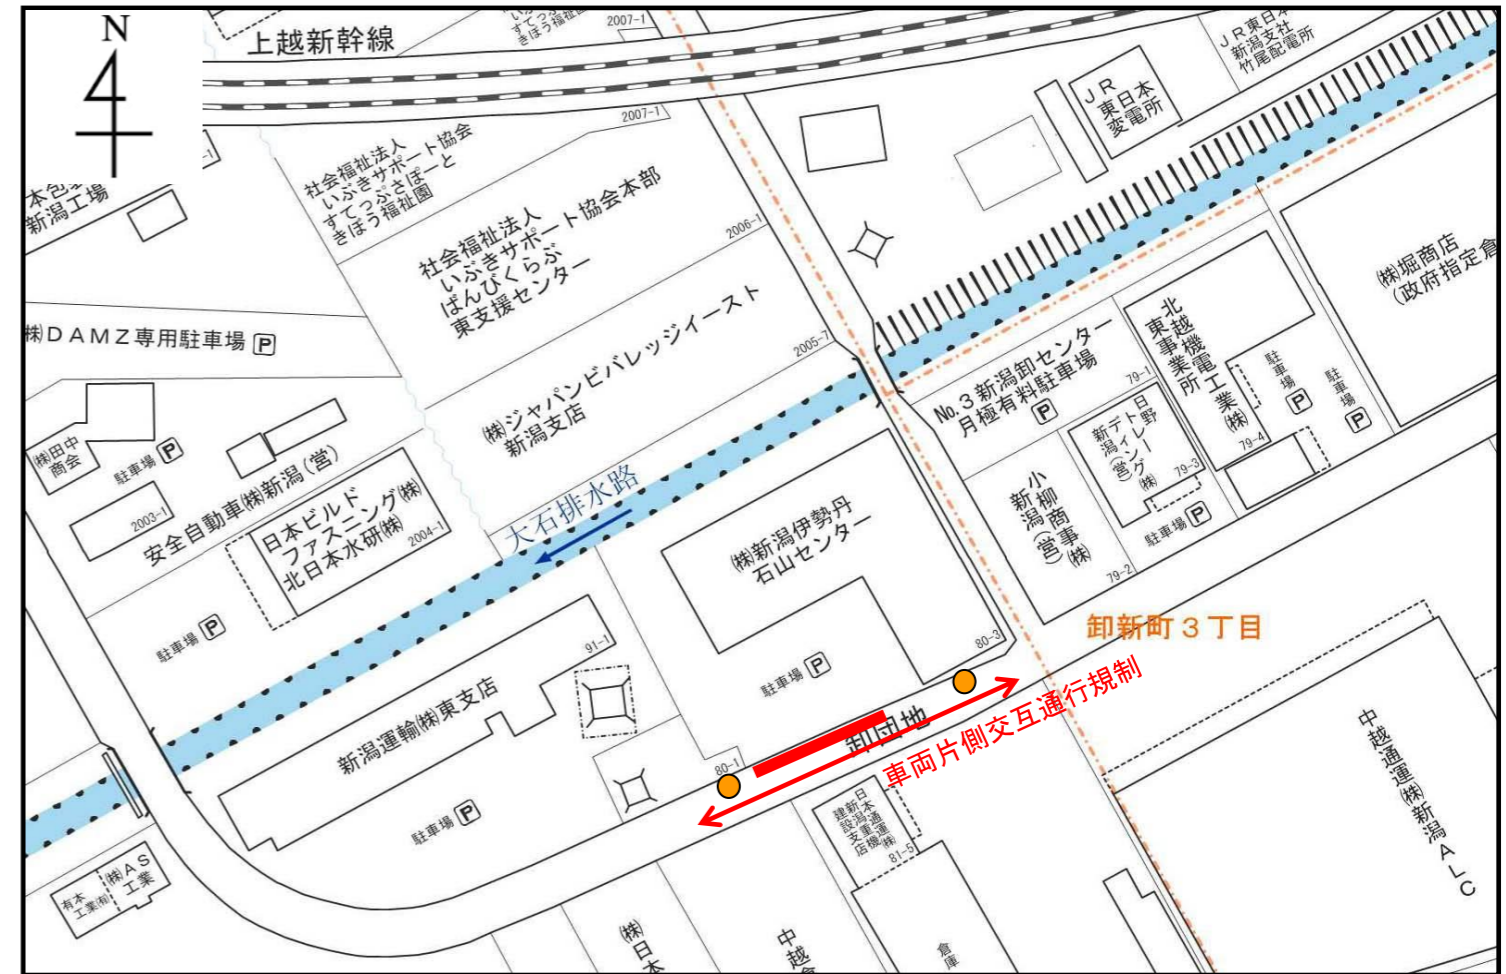 N
上越新幹線
2007-1
JR東日本
新潟支社
竹尾配電所
JR
東日本
変電所
2007-1
社会福祉法人
いぶきサポート協会
すてっぷさぽーと
きぼう福祉園
社会福祉法人
いぶきサポート協会本部
ぱんびくらぶ
東支援センター
2006-1
新潟工場
㈱堀商店
(政府指定倉
㈱DAMZ専用駐車場 P
㈱ジャパンビバレッジイースト
新潟支店
2005-7
No.3新潟卸センター
月極有料駐車場
P
79-1
北越機電工業㈱
東事業所
79-4
駐車場 P
駐車場 P
日野
トレーディング㈱
新潟(営)
79-3
駐車場 P
小柳商事㈱
新潟(営)
79-2
㈱田中
商会
駐車場 P
2003-1
安全自動車㈱新潟(営)
日本ビルド
ファスニング㈱
北日本水研㈱
2004-1
大石排水路
㈱新潟伊勢丹
石山センター
80-3
駐車場 P
駐車場 P
91-1
新潟運輸㈱東支店
駐車場 P
80-1
卸団地
車両片側交互通行規制
卸新町3丁目
日本通運㈱
新潟重機
建設支店
81-5
中越通運㈱新潟ALC
㈱AS
工業
有本
工業㈲
㈱日本
中越
倉庫